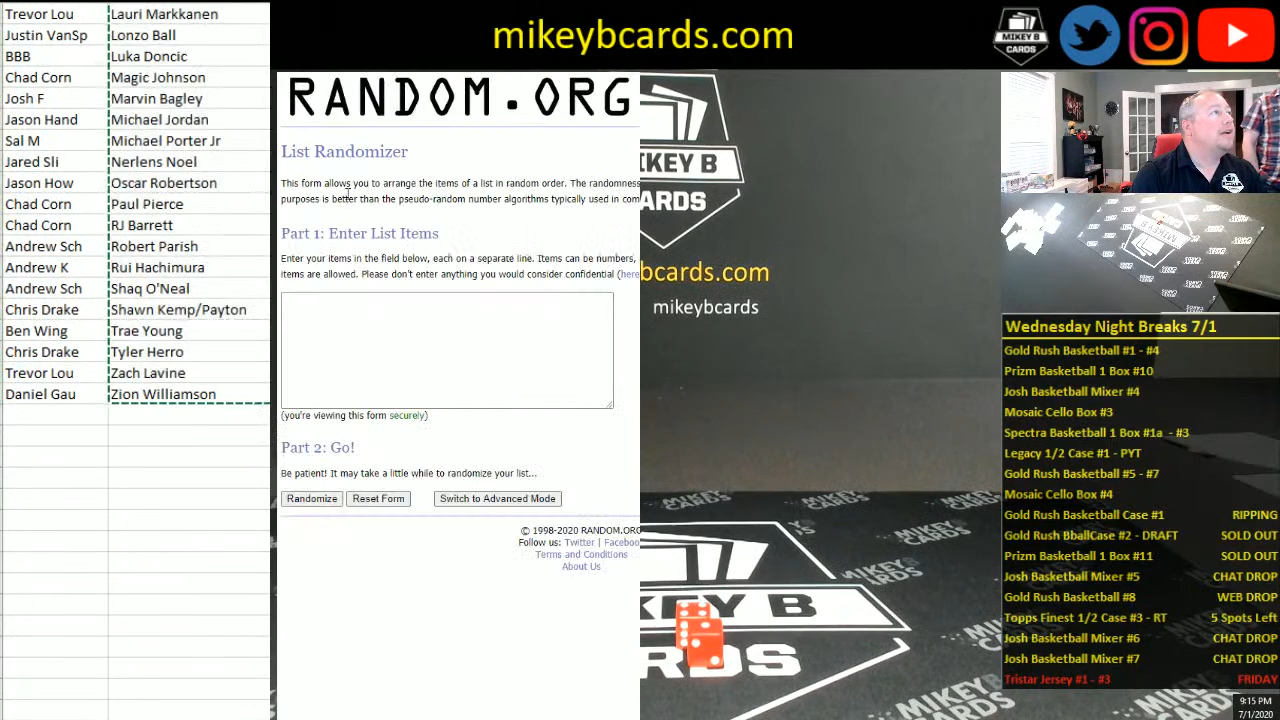 mikeybcards.com
Trevor Lou Lauri Markkanen
Justin VanSp Lonzo Ball
BBB Luka Doncic
Chad Corn Magic Johnson
Josh F Marvin Bagley
Jason Hand Michael Jordan
Sal M Michael Porter Jr
Jared Sli Nerlens Noel
Jason How Oscar Robertson
Chad Corn Paul Pierce
Chad Corn RJ Barrett
Andrew Sch Robert Parish
Andrew K Rui Hachimura
Andrew Sch Shaq O'Neal
Chris Drake Shawn Kemp/Payton
Ben Wing Trae Young
Chris Drake Tyler Herro
Trevor Lou Zach Lavine
Daniel Gau Zion Williamson
RANDOM.ORG
List Randomizer
This form allows you to arrange the items of a list in random order. The randomness
purposes is better than the pseudo-random number algorithms typically used in com
Part 1: Enter List Items
Enter your items in the field below, each on a separate line. Items can be numbers,
items are allowed. Please don't enter anything you would consider confidential (here
(you're viewing this form securely)
Part 2: Go!
Be patient! It may take a little while to randomize your list...
Randomize Reset Form Switch to Advanced Mode
© 1998-2020 RANDOM.ORG
Follow us: Twitter | Faceboo
Terms and Conditions
About Us
KEY B
ARDS
bcards.com
mikeybcards
KEY B
RDS
MIKEY B
CARDS
Wednesday Night Breaks 7/1
Gold Rush Basketball #1 - #4
Prizm Basketball 1 Box #10
Josh Basketball Mixer #4
Mosaic Cello Box #3
Spectra Basketball 1 Box #1a - #3
Legacy 1/2 Case #1 - PYT
Gold Rush Basketball #5 - #7
Mosaic Cello Box #4
Gold Rush Basketball Case #1 RIPPING
Gold Rush BballCase #2 - DRAFT SOLD OUT
Prizm Basketball 1 Box #11 SOLD OUT
Josh Basketball Mixer #5 CHAT DROP
Gold Rush Basketball #8 WEB DROP
Topps Finest 1/2 Case #3 - RT 5 Spots Left
Josh Basketball Mixer #6 CHAT DROP
Josh Basketball Mixer #7 CHAT DROP
Tristar Jersey #1 - #3 FRIDAY
9:15 PM
7/1/2020